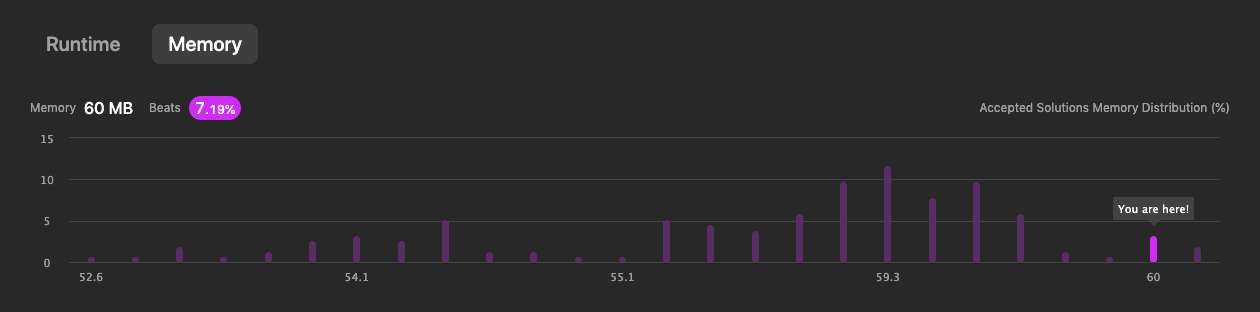 Runtime Memory
Memory 60 MB Beats 7.19% Accepted Solutions Memory Distribution (%)
15
10
5
You are here!
0
52.6 54.1 55.1 59.3 60